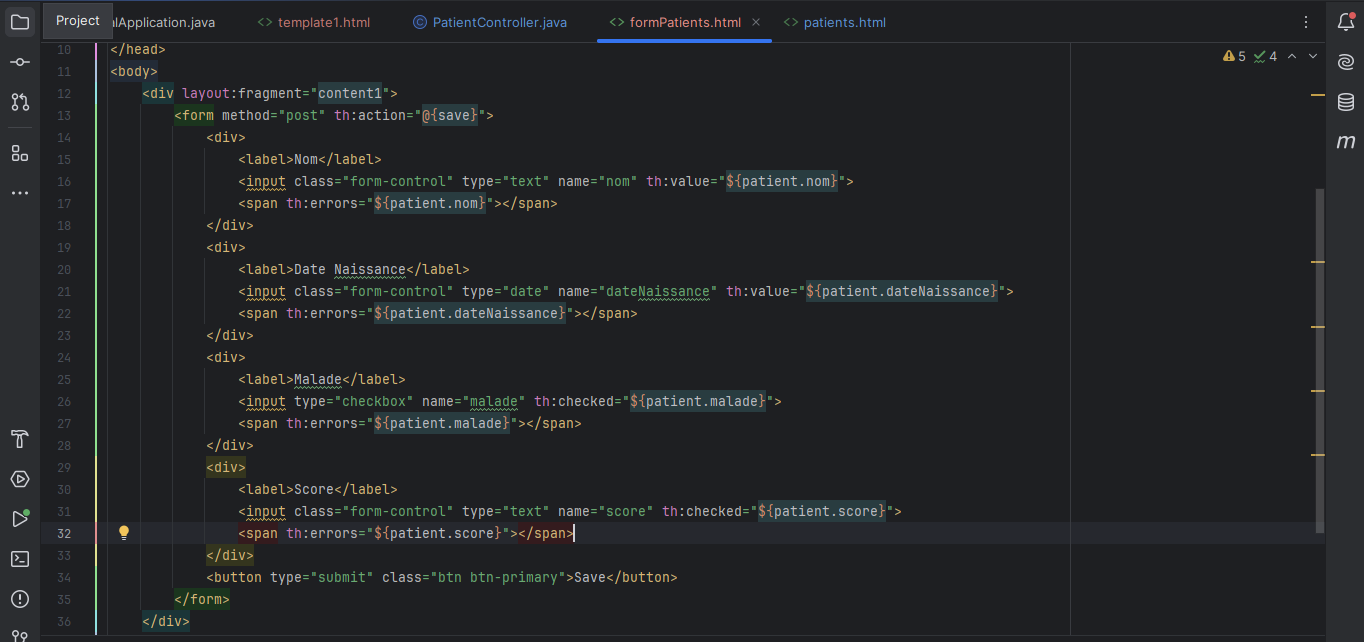 Project
alApplication.java
<> template1.html
© PatientController.java
<> formPatients.html ×
<> patients.html
5 4
10 </head>
11 <body>
12 <div layout:fragment="content1">
13 <form method="post" th:action="@{save}">
14 <div>
15 <label>Nom</label>
16 <input class="form-control" type="text" name="nom" th:value="${patient.nom}">
17 <span th:errors="${patient.nom}"></span>
18 </div>
19 <div>
20 <label>Date Naissance</label>
21 <input class="form-control" type="date" name="dateNaissance" th:value="${patient.dateNaissance}">
22 <span th:errors="${patient.dateNaissance}"></span>
23 </div>
24 <div>
25 <label>Malade</label>
26 <input type="checkbox" name="malade" th:checked="${patient.malade}">
27 <span th:errors="${patient.malade}"></span>
28 </div>
29 <div>
30 <label>Score</label>
31 <input class="form-control" type="text" name="score" th:checked="${patient.score}">
32 <span th:errors="${patient.score}"></span>
33 </div>
34 <button type="submit" class="btn btn-primary">Save</button>
35 </form>
36 </div>
m